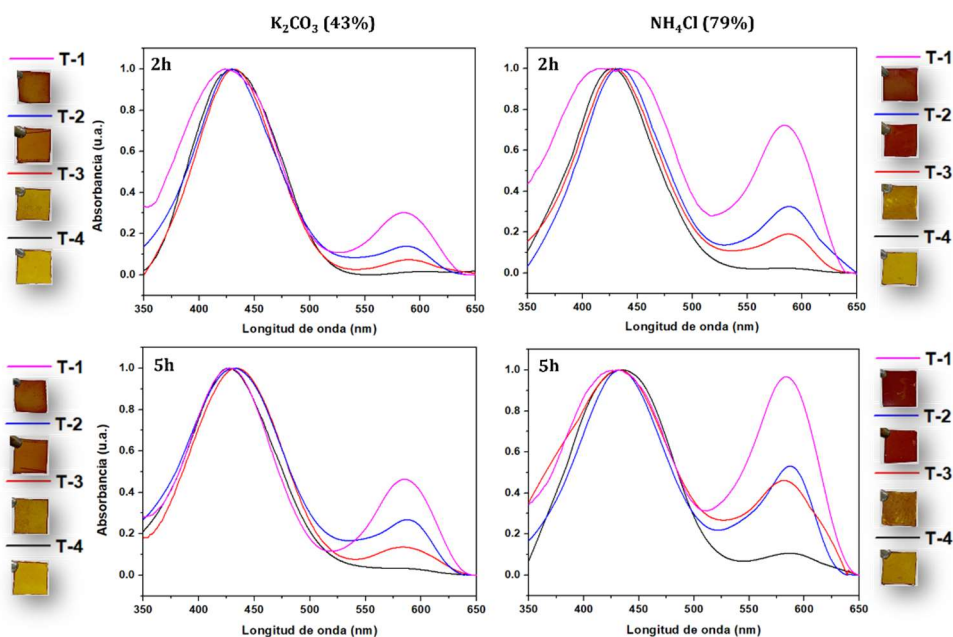 K₂CO₃ (43%)
NH₄Cl (79%)
T-1
T-2
T-3
T-4
2h
Absorbancia (u.a.)
1.0
0.8
0.6
0.4
0.2
0.0
350 400 450 500 550 600 650
Longitud de onda (nm)
2h
1.0
0.8
0.6
0.4
0.2
0.0
350 400 450 500 550 600 650
Longitud de onda (nm)
T-1
T-2
T-3
T-4
T-1
T-2
T-3
T-4
5h
Absorbancia (u.a.)
1.0
0.8
0.6
0.4
0.2
0.0
350 400 450 500 550 600 650
Longitud de onda (nm)
5h
1.0
0.8
0.6
0.4
0.2
0.0
350 400 450 500 550 600 650
Longitud de onda (nm)
T-1
T-2
T-3
T-4